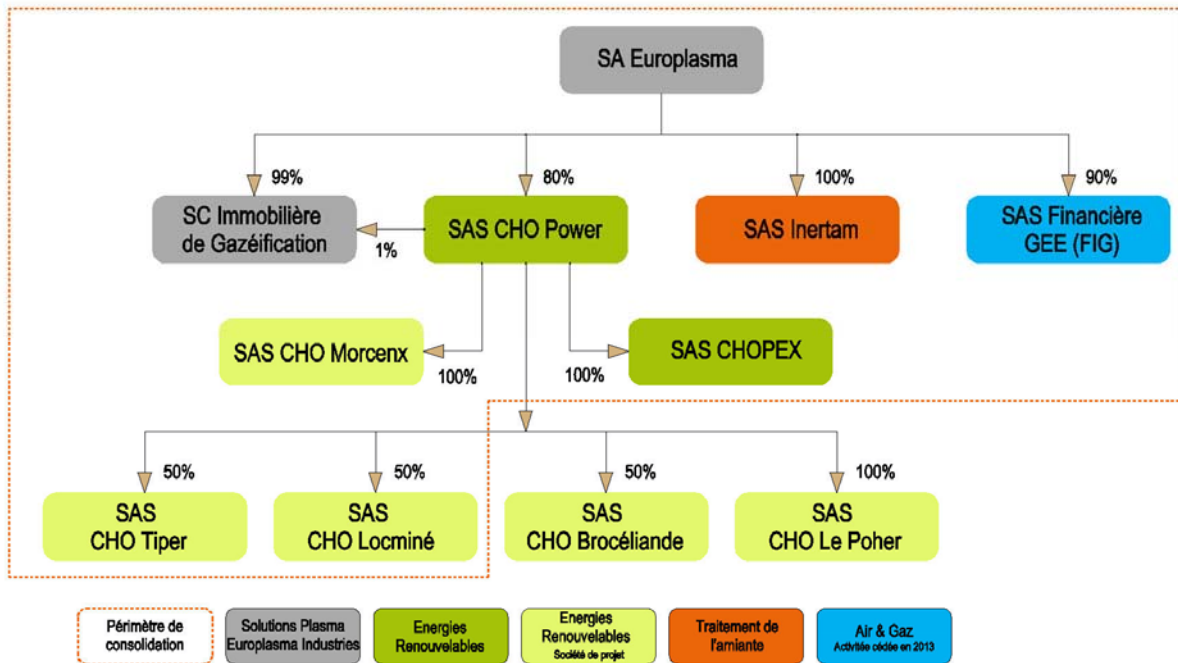 SA Europlasma
99%
80%
100%
90%
SC Immobilière
de Gazéification
1%
SAS CHO Power
SAS Inertam
SAS Financière
GEE (FIG)
SAS CHO Morcenx
100%
100%
SAS CHOPEX
50%
50%
50%
100%
SAS
CHO Tiper
SAS
CHO Locminé
SAS
CHO Brocéliande
SAS
CHO Le Poher
Périmètre de
consolidation
Solutions Plasma
Europlasma Industries
Energies
Renouvelables
Energies
Renouvelables
Société de projet
Traitement de
l'amiante
Air & Gaz
Activitée cédée en 2013